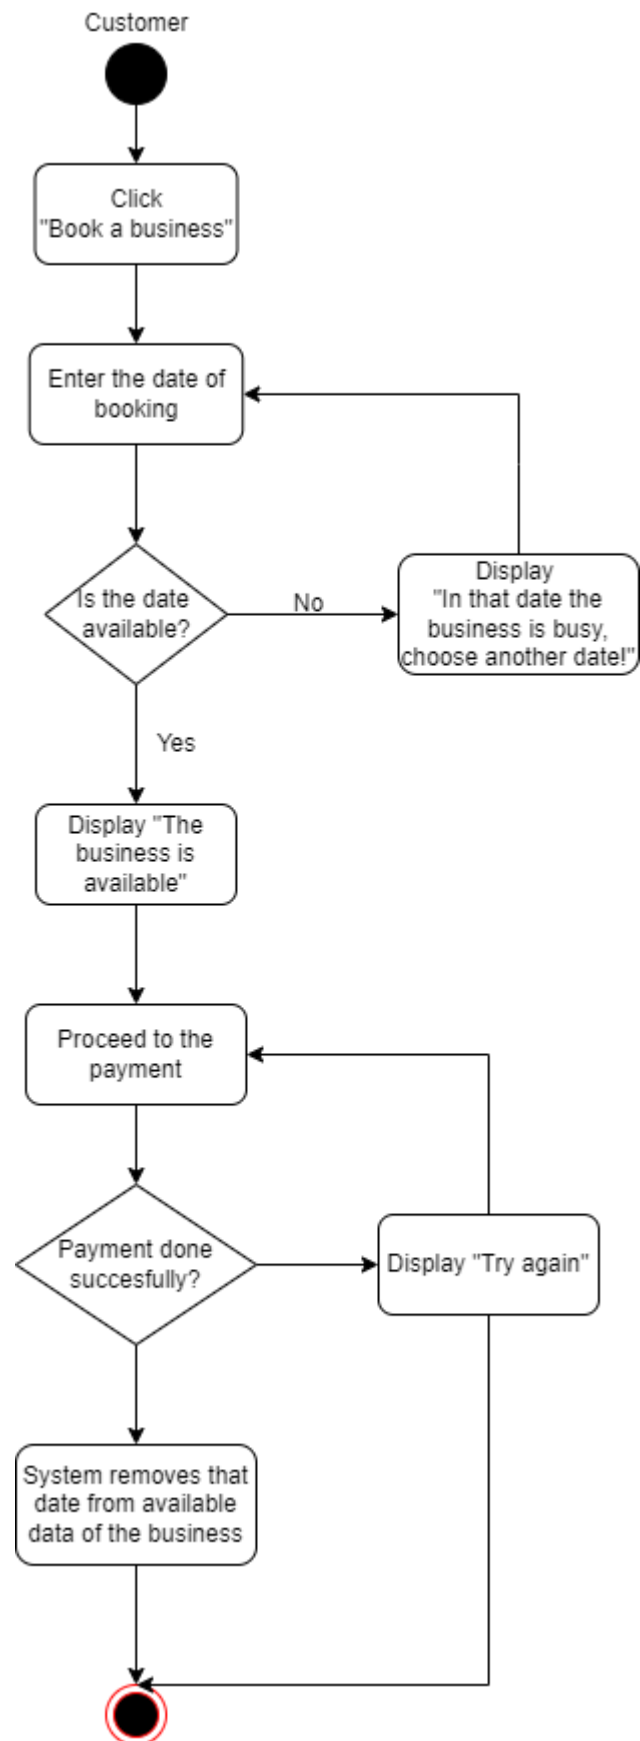 Customer
Click
"Book a business"
Enter the date of
booking
Is the date
available?
No
Display
"In that date the
business is busy,
choose another date!"
Yes
Display "The
business is
available"
Proceed to the
payment
Payment done
succesfully?
Display "Try again"
System removes that
date from available
data of the business